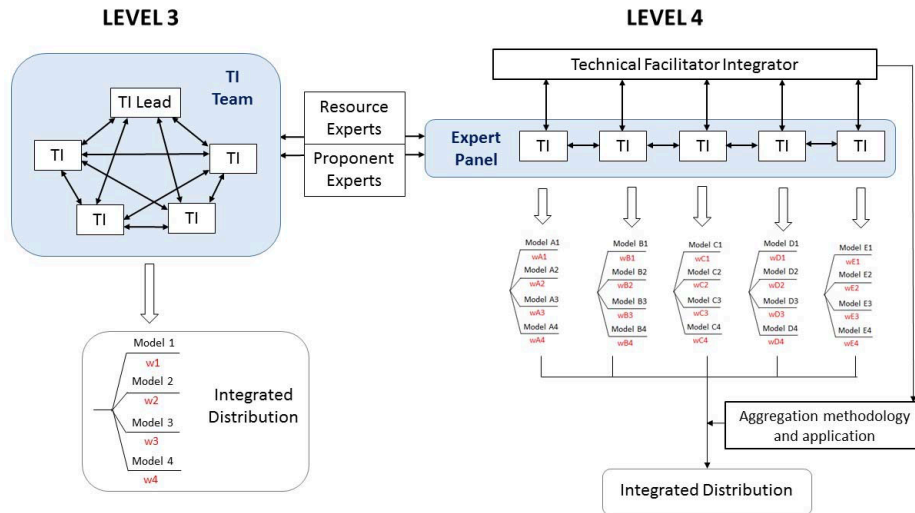 LEVEL 3
TI
Team
TI Lead
TI
TI
TI
TI
Model 1
w1
Model 2
w2
Model 3
w3
Model 4
w4
Integrated
Distribution
Resource
Experts
Proponent
Experts
LEVEL 4
Technical Facilitator Integrator
Expert
Panel
TI
TI
TI
TI
TI
Model A1
wA1
Model A2
wA2
Model A3
wA3
Model A4
wA4
Model B1
wB1
Model B2
wB2
Model B3
wB3
Model B4
wB4
Model C1
wC1
Model C2
wC2
Model C3
wC3
Model C4
wC4
Model D1
wD1
Model D2
wD2
Model D3
wD3
Model D4
wD4
Model E1
wE1
Model E2
wE2
Model E3
wE3
Model E4
wE4
Aggregation methodology
and application
Integrated Distribution